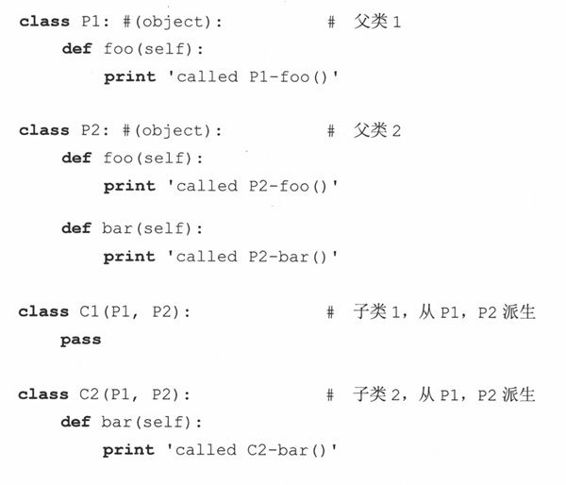 class P1: #(object):            #  父类 1
    def foo(self):
        print 'called P1-foo()'
class P2: #(object):            #  父类 2
    def foo(self):
        print 'called P2-foo()'
    def bar(self):
        print 'called P2-bar()'
class C1(P1, P2):               #  子类 1，从 P1，P2 派生
    pass
class C2(P1, P2):               #  子类 2，从 P1，P2 派生
    def bar(self):
        print 'called C2-bar()'